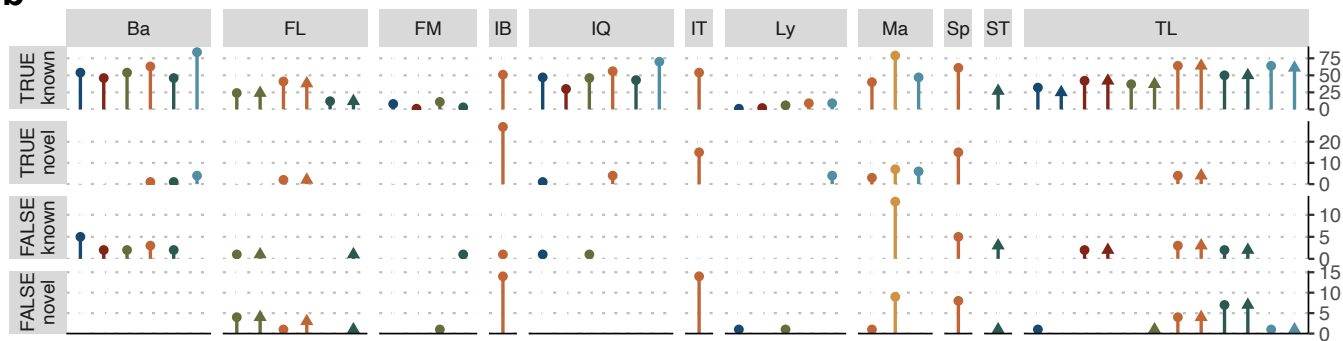 b
Ba FL FM IB IQ IT Ly Ma Sp ST TL
TRUE
known
75
50
25
0
TRUE
novel
20
10
0
FALSE
known
10
5
0
FALSE
novel
15
10
5
0